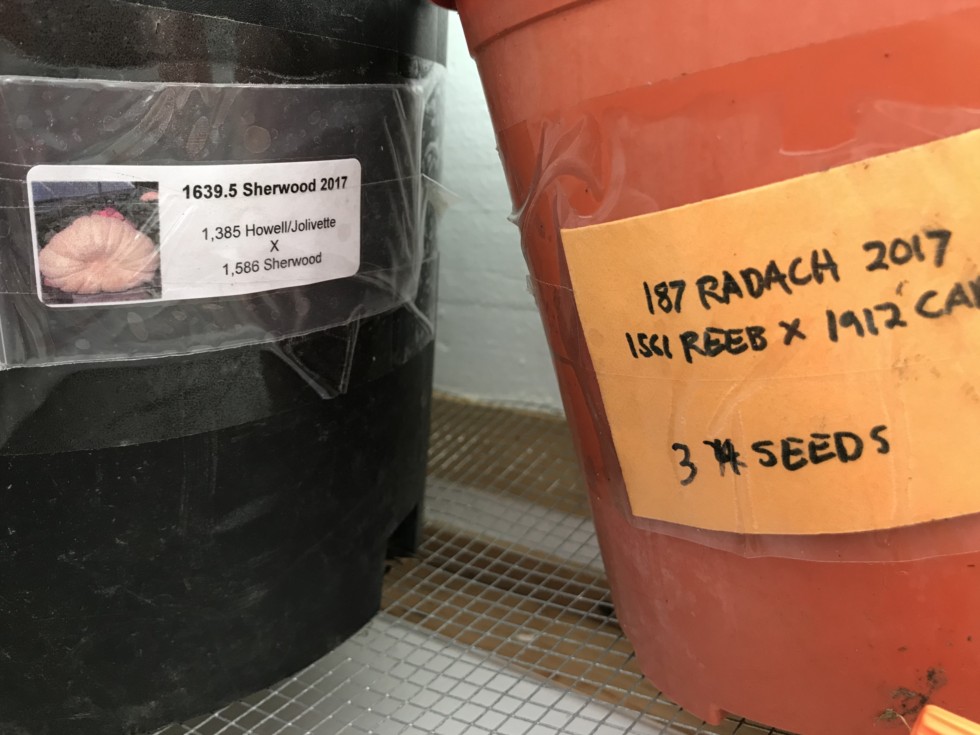 1639.5 Sherwood 2017
1,385 Howell/Jolivette
X
1,586 Sherwood
187 RADACH 2017
1561 REEB X 1912
3 SEEDS